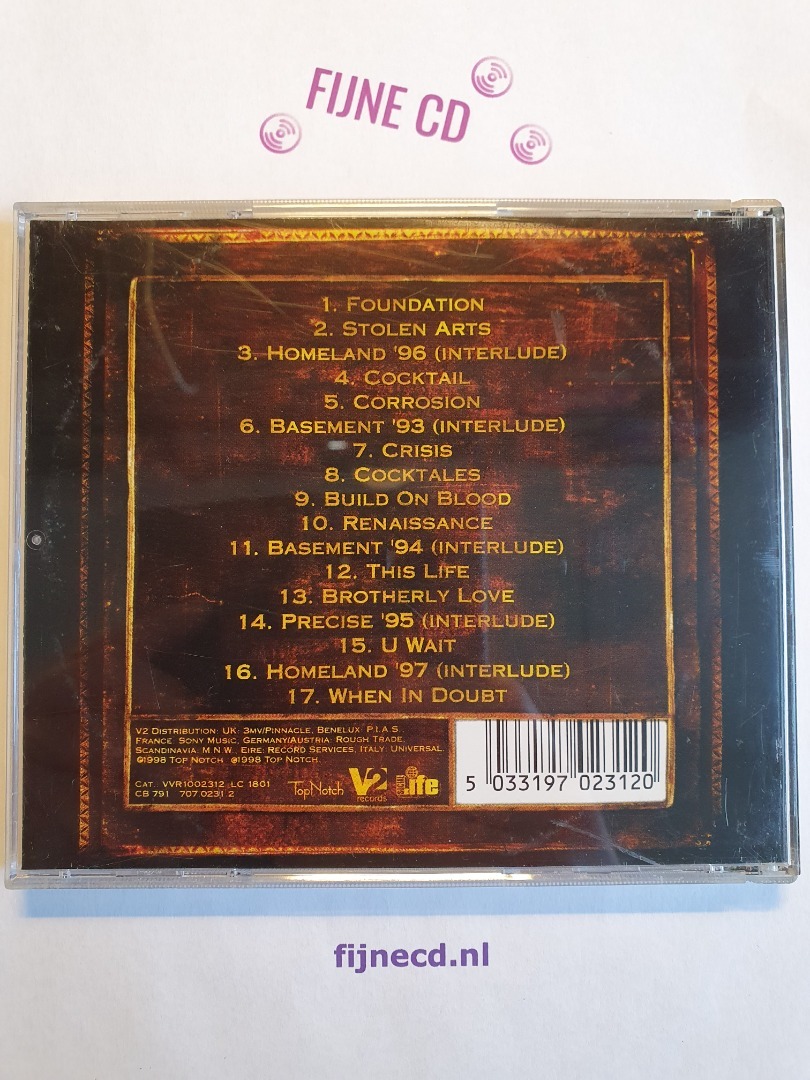 FIJNE CD
1. Foundation
2. Stolen Arts
3. Homeland '96 (interlude)
4. Cocktail
5. Corrosion
6. Basement '93 (interlude)
7. Crisis
8. Cocktales
9. Build On Blood
10. Renaissance
11. Basement '94 (interlude)
12. This Life
13. Brotherly Love
14. Precise '95 (interlude)
15. U Wait
16. Homeland '97 (interlude)
17. When In Doubt
V2 Distribution: UK: 3mv/Pinnacle, Benelux: P.I.A.S.
France: Sony Music, Germany/Austria: Rough Trade,
Scandinavia: M.N.W., Eire: Record Services, Italy: Universal.
℗1998 Top Notch. ©1998 Top Notch.
Cat.: VVR1002312 LC 1801
CB 791 707.0231.2
TopNotch
V2
records
Life
5 033197 023120
fijnecd.nl